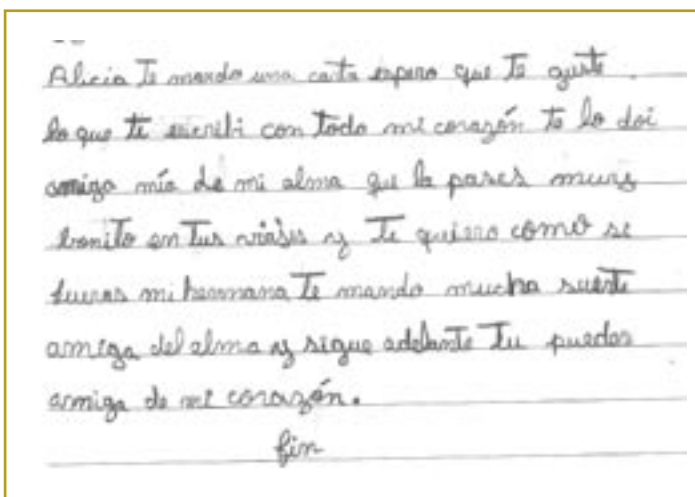 Alicia Te mando una carta espero que Te guste.
lo que te escribi con Todo mi corazón te lo doi
amiga mía de mi alma que la pases muy
bonito en Tus viajes y Te quiero como si
fueras mi hermana Te mando mucha suerte
amiga del alma y sigue adelante Tu puedes
amiga de mi corazón.
fin